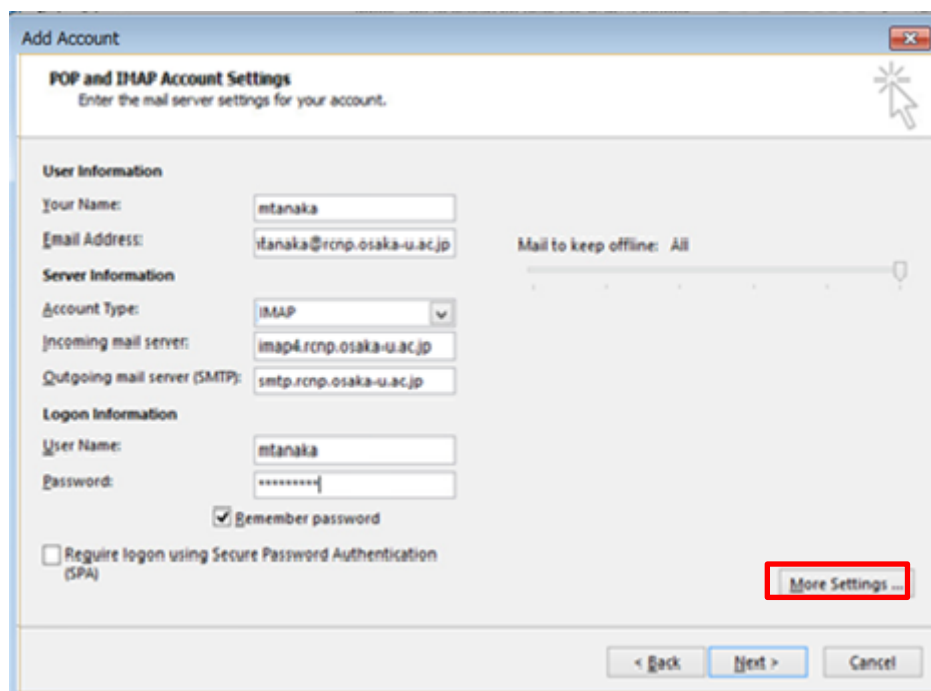 Add Account
POP and IMAP Account Settings
Enter the mail server settings for your account.
User Information
Your Name:
mtanaka
Email Address:
ntanaka@rcnp.osaka-u.ac.jp
Mail to keep offline: All
Server Information
Account Type:
IMAP
Incoming mail server:
imap4.rcnp.osaka-u.ac.jp
Outgoing mail server (SMTP):
smtp.rcnp.osaka-u.ac.jp
Logon Information
User Name:
mtanaka
Password:
*********
Remember password
Require logon using Secure Password Authentication
(SPA)
More Settings ...
< Back
Next >
Cancel